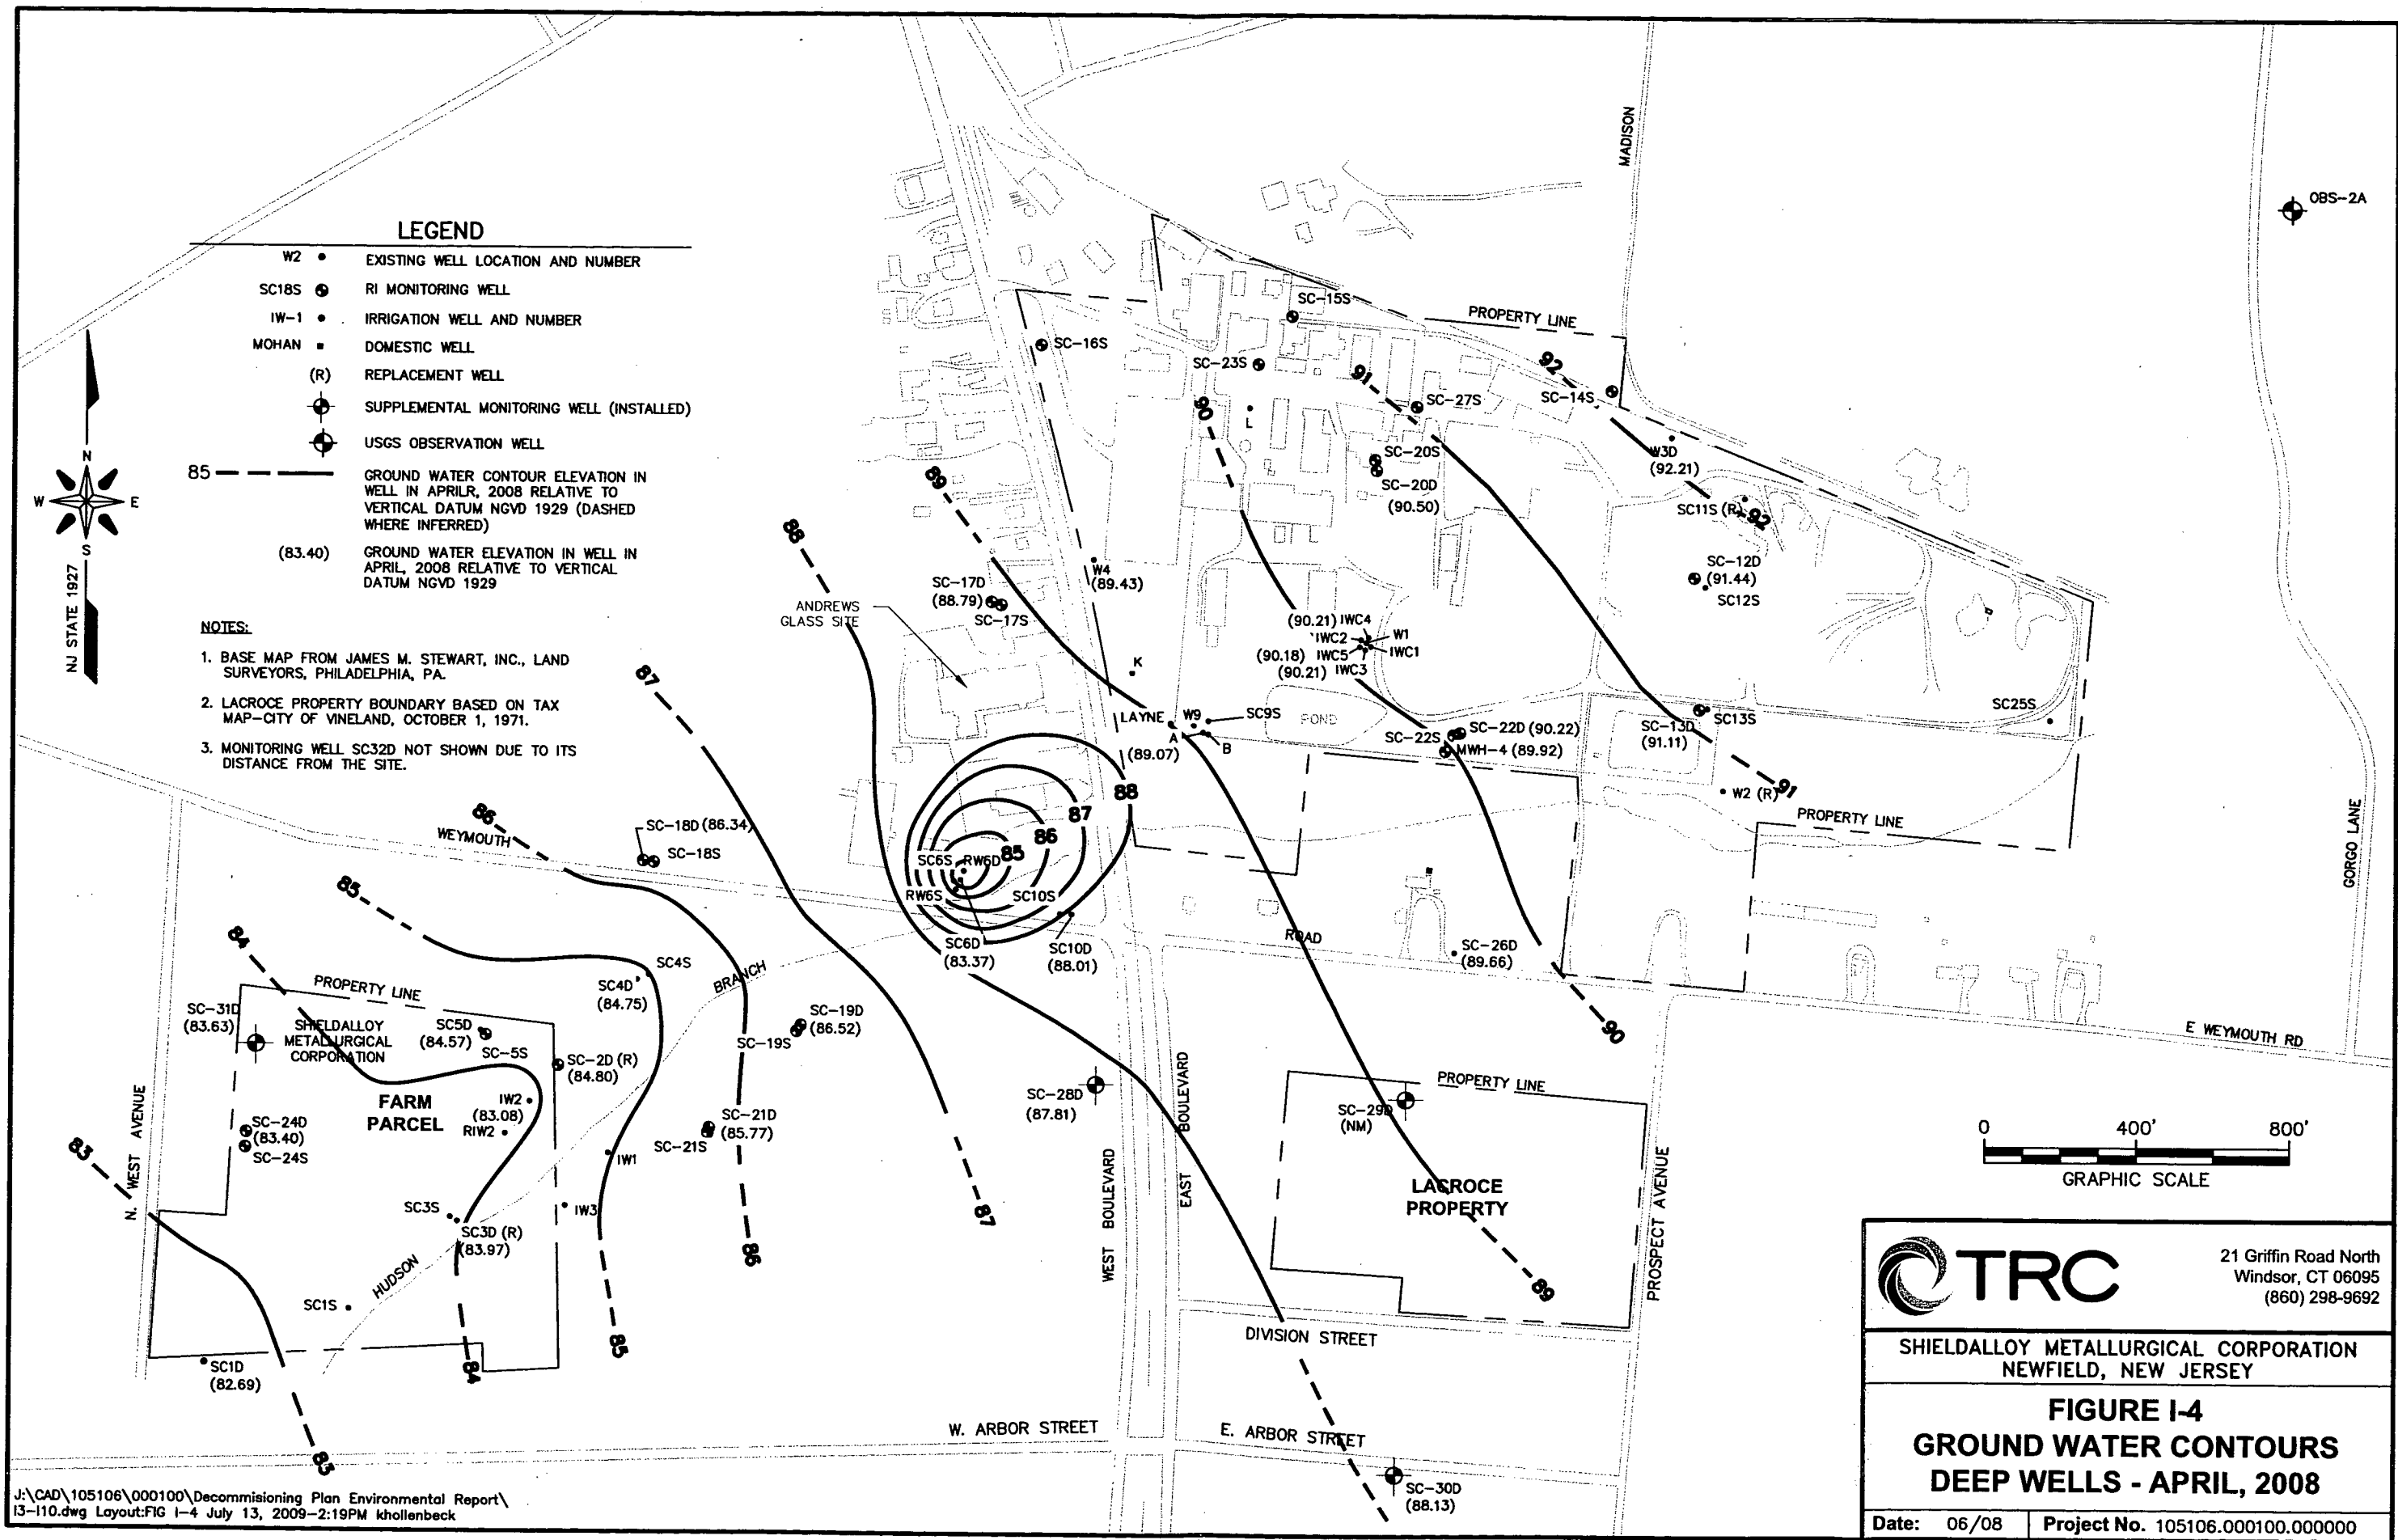 LEGEND
W2 EXISTING WELL LOCATION AND NUMBER
SC18S RI MONITORING WELL
IW-1 IRRIGATION WELL AND NUMBER
MOHAN DOMESTIC WELL
(R) REPLACEMENT WELL
SUPPLEMENTAL MONITORING WELL (INSTALLED)
USGS OBSERVATION WELL
85 GROUND WATER CONTOUR ELEVATION IN
WELL IN APRILR, 2008 RELATIVE TO
VERTICAL DATUM NGVD 1929 (DASHED
WHERE INFERRED)
(83.40) GROUND WATER ELEVATION IN WELL IN
APRIL, 2008 RELATIVE TO VERTICAL
DATUM NGVD 1929
NOTES:
1. BASE MAP FROM JAMES M. STEWART, INC., LAND
SURVEYORS, PHILADELPHIA, PA.
2. LACROCE PROPERTY BOUNDARY BASED ON TAX
MAP-CITY OF VINELAND, OCTOBER 1, 1971.
3. MONITORING WELL SC32D NOT SHOWN DUE TO ITS
DISTANCE FROM THE SITE.
N
W
E
S
NJ STATE 1927
MADISON
OBS-2A
SC-15S
PROPERTY LINE
SC-16S
SC-23S
92
91
SC-14S
SC-27S
90
L
W3D
(92.21)
SC-20S
SC-20D
(90.50)
89
SC11S (R)
92
88
SC-12D
(91.44)
SC12S
W4
(89.43)
SC-17D
(88.79)
SC-17S
ANDREWS
GLASS SITE
(90.21) IWC4
IWC2 W1
(90.18) IWC5 IWC1
(90.21) IWC3
K
87
LAYNE W9 SC9S
POND
A B
(89.07)
SC-22D (90.22)
SC-22S
MWH-4 (89.92)
SC-13D SC13S
(91.11)
SC25S
W2 (R)
91
PROPERTY LINE
GORGO LANE
86
WEYMOUTH
SC-18D (86.34)
SC-18S
88
87
86
85
SC6S RW6D
RW6S SC10S
SC6D
(83.37)
SC10D
(88.01)
ROAD
SC-26D
(89.66)
90
E WEYMOUTH RD
85
84
SC4S
SC4D
(84.75)
BRANCH
PROPERTY LINE
SC-31D
(83.63)
SHIELDALLOY
METALLURGICAL
CORPORATION
SC5D
(84.57)
SC-5S
SC-2D (R)
(84.80)
SC-19D
(86.52)
SC-19S
FARM
PARCEL
IW2
(83.08)
RIW2
SC-24D
(83.40)
SC-24S
SC-21D
(85.77)
SC-21S
IW1
SC-28D
(87.81)
WEST BOULEVARD
EAST BOULEVARD
PROPERTY LINE
SC-29D
(NM)
LACROCE
PROPERTY
PROSPECT AVENUE
83
N. WEST AVENUE
SC3S
SC3D (R)
(83.97)
IW3
HUDSON
SC1S
SC1D
(82.69)
83
84
85
86
87
89
DIVISION STREET
W. ARBOR STREET
E. ARBOR STREET
SC-30D
(88.13)
0 400' 800'
GRAPHIC SCALE
TRC
21 Griffin Road North
Windsor, CT 06095
(860) 298-9692
SHIELDALLOY METALLURGICAL CORPORATION
NEWFIELD, NEW JERSEY
FIGURE I-4
GROUND WATER CONTOURS
DEEP WELLS - APRIL, 2008
Date: 06/08 Project No. 105106.000100.000000
J:\CAD\105106\000100\Decommisioning Plan Environmental Report\
I3-I10.dwg Layout:FIG I-4 July 13, 2009-2:19PM khollenbeck